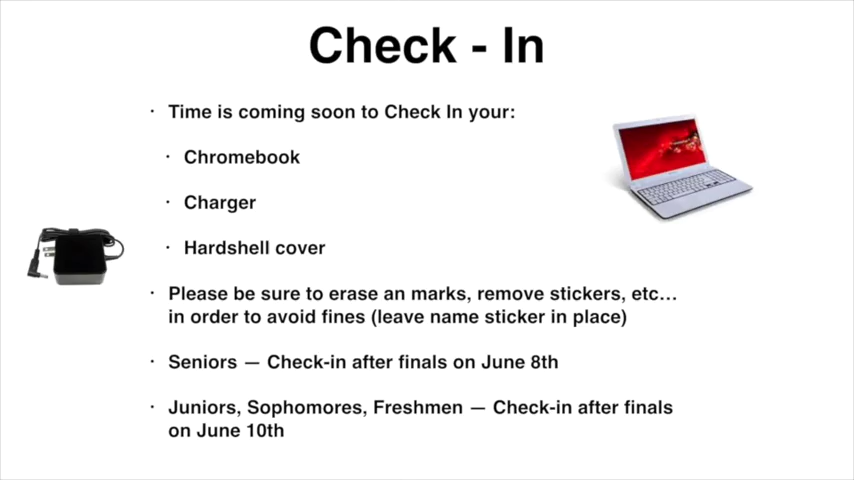 Check - In
· Time is coming soon to Check In your:
· Chromebook
· Charger
· Hardshell cover
· Please be sure to erase an marks, remove stickers, etc…
in order to avoid fines (leave name sticker in place)
· Seniors — Check-in after finals on June 8th
· Juniors, Sophomores, Freshmen — Check-in after finals
on June 10th